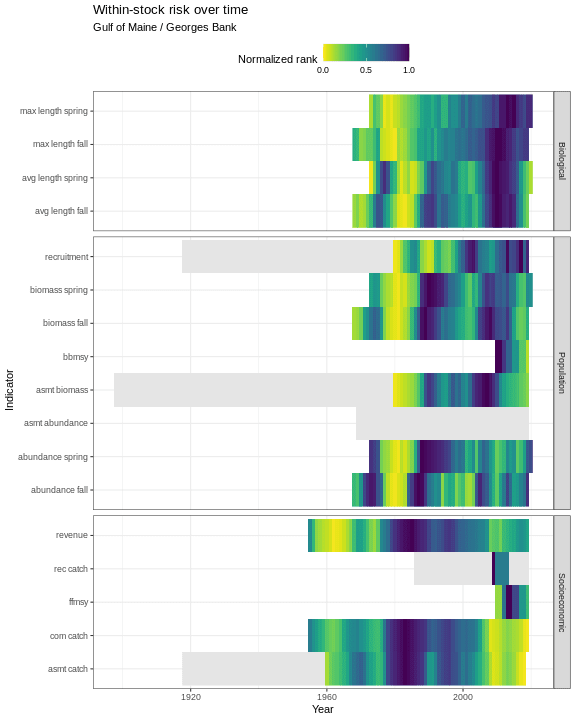 Within-stock risk over time
Gulf of Maine / Georges Bank
Normalized rank
0.0 0.5 1.0
max length spring
max length fall
avg length spring
avg length fall
Biological
recruitment
biomass spring
biomass fall
bbmsy
asmt biomass
asmt abundance
abundance spring
abundance fall
Population
revenue
rec catch
ffmsy
com catch
asmt catch
Socioeconomic
Indicator
1920 1960 2000
Year